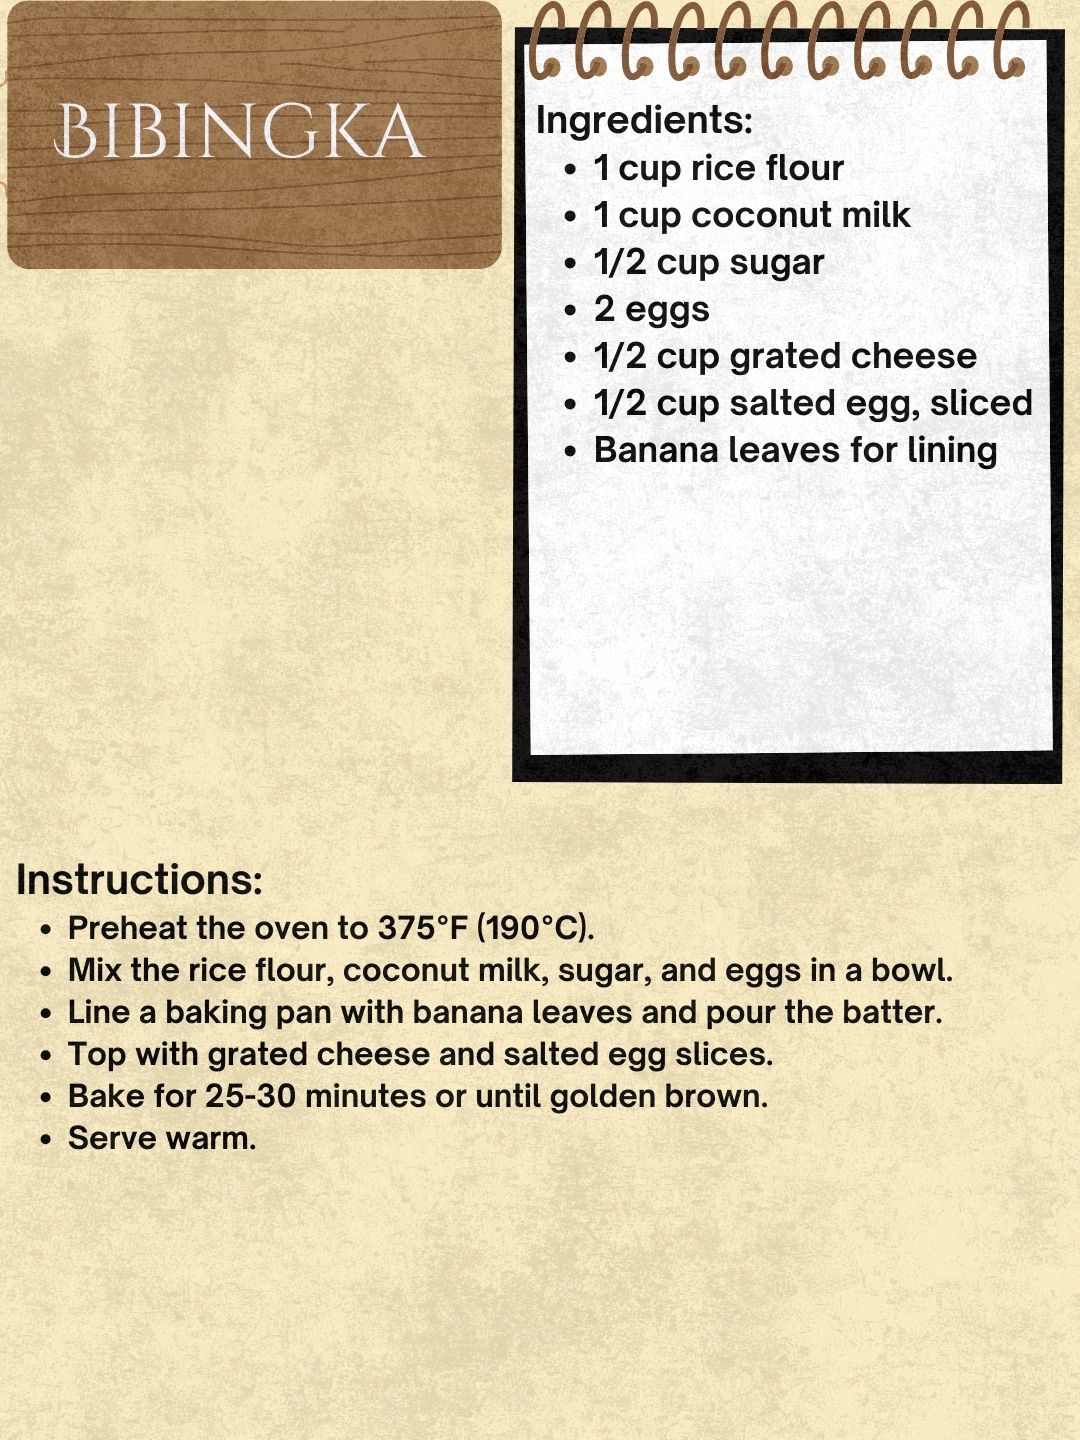 BIBINGKA
Ingredients:
• 1 cup rice flour
• 1 cup coconut milk
• 1/2 cup sugar
• 2 eggs
• 1/2 cup grated cheese
• 1/2 cup salted egg, sliced
• Banana leaves for lining
Instructions:
• Preheat the oven to 375°F (190°C).
• Mix the rice flour, coconut milk, sugar, and eggs in a bowl.
• Line a baking pan with banana leaves and pour the batter.
• Top with grated cheese and salted egg slices.
• Bake for 25-30 minutes or until golden brown.
• Serve warm.